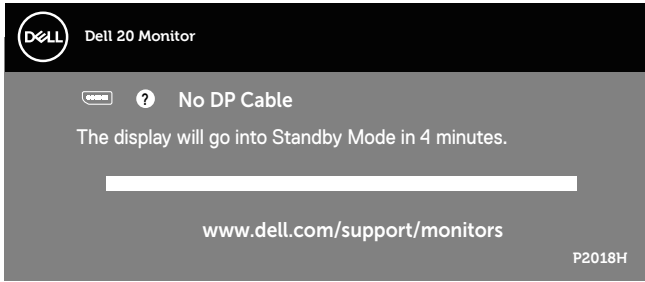 DELL
Dell 20 Monitor
? No DP Cable
The display will go into Standby Mode in 4 minutes.
www.dell.com/support/monitors
P2018H